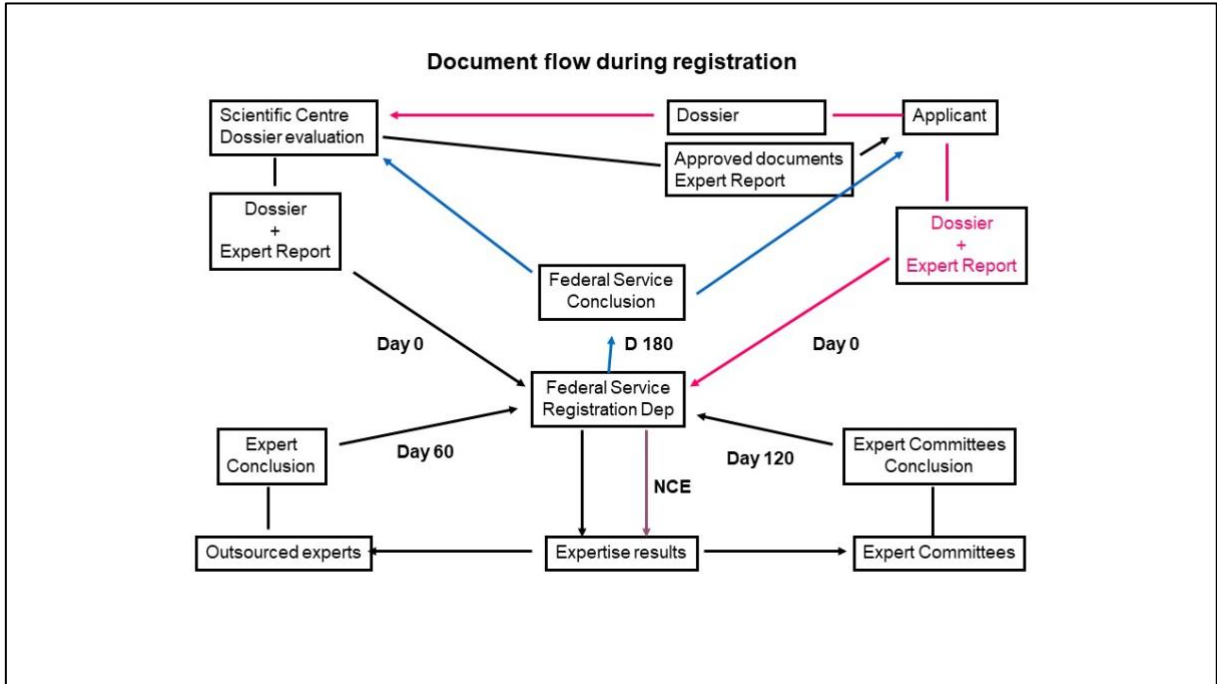 Document flow during registration
Scientific Centre
Dossier evaluation
Dossier
Applicant
Approved documents
Expert Report
Dossier
+
Expert Report
Dossier
+
Expert Report
Federal Service
Conclusion
Day 0
D 180
Day 0
Federal Service
Registration Dep
Expert
Conclusion
Day 60
Day 120
Expert Committees
Conclusion
NCE
Outsourced experts
Expertise results
Expert Committees